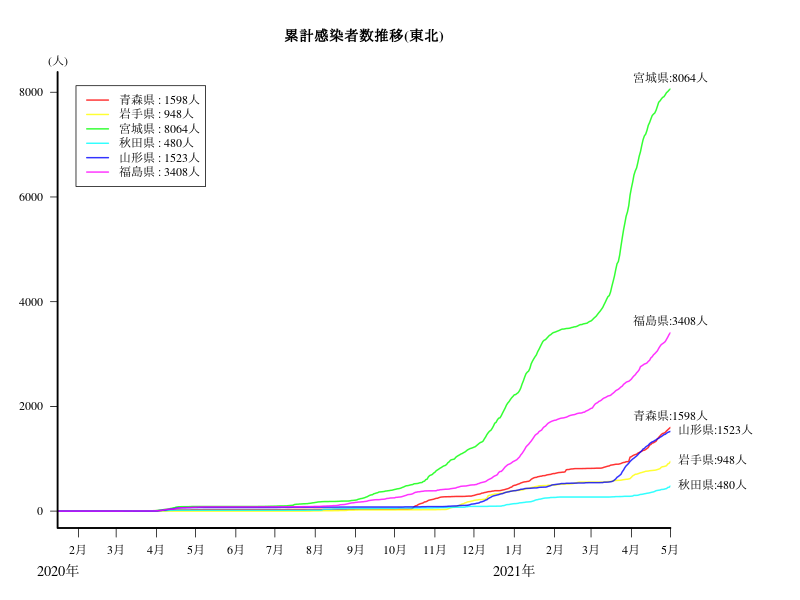 累計感染者数推移(東北)
(人)
宮城県:8064人
8000
青森県 : 1598人
岩手県 : 948人
宮城県 : 8064人
秋田県 : 480人
山形県 : 1523人
福島県 : 3408人
6000
4000
福島県:3408人
2000
青森県:1598人
山形県:1523人
岩手県:948人
秋田県:480人
0
2月 3月 4月 5月 6月 7月 8月 9月 10月 11月 12月 1月 2月 3月 4月 5月
2020年 2021年